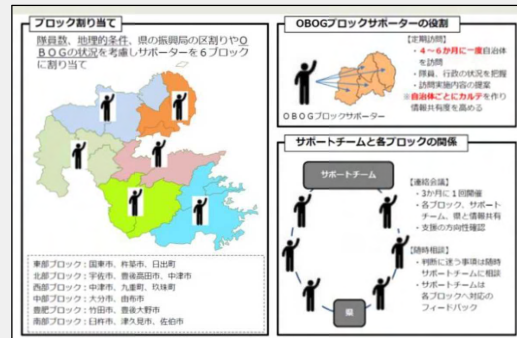 ブロック割り当て
隊員数、地理的条件、県の振興局の区割りやO
BOGの状況を考慮しサポーターを6ブロック
に割り当て
東部ブロック：国東市、杵築市、日出町
北部ブロック：宇佐市、豊後高田市、中津市
西部ブロック：中津市、九重町、玖珠町
中部ブロック：大分市、由布市
豊肥ブロック：竹田市、豊後大野市
南部ブロック：臼杵市、津久見市、佐伯市
OBOGブロックサポーターの役割
【定期訪問】
・4～6か月に一度自治体
を訪問
・隊員、行政の状況を把握
・訪問実施内容の提案
※自治体ごとにカルテを作り
情報共有度を高める
OBOGブロックサポーター
サポートチームと各ブロックの関係
サポートチーム
【連絡会議】
・3か月に1回開催
・各ブロック、サポート
チーム、県と情報共有
・支援の方向性確認
【随時相談】
・判断に迷う事項は随時
サポートチームに相談
・サポートチームは
各ブロックへ対応の
フィードバック
県